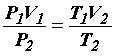 P₁V₁/P₂ = T₁V₂/T₂